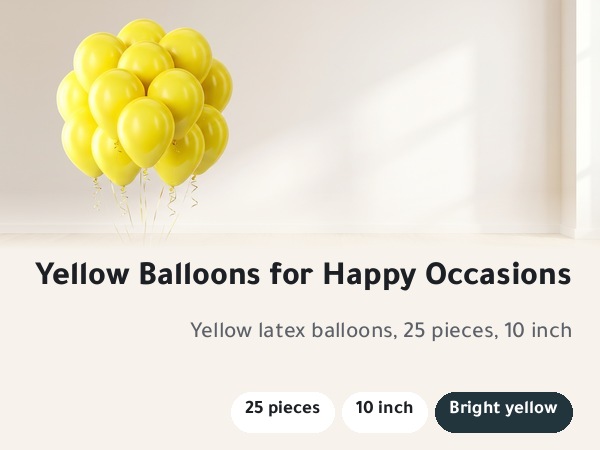 Yellow Balloons for Happy Occasions
Yellow latex balloons, 25 pieces, 10 inch
25 pieces
10 inch
Bright yellow